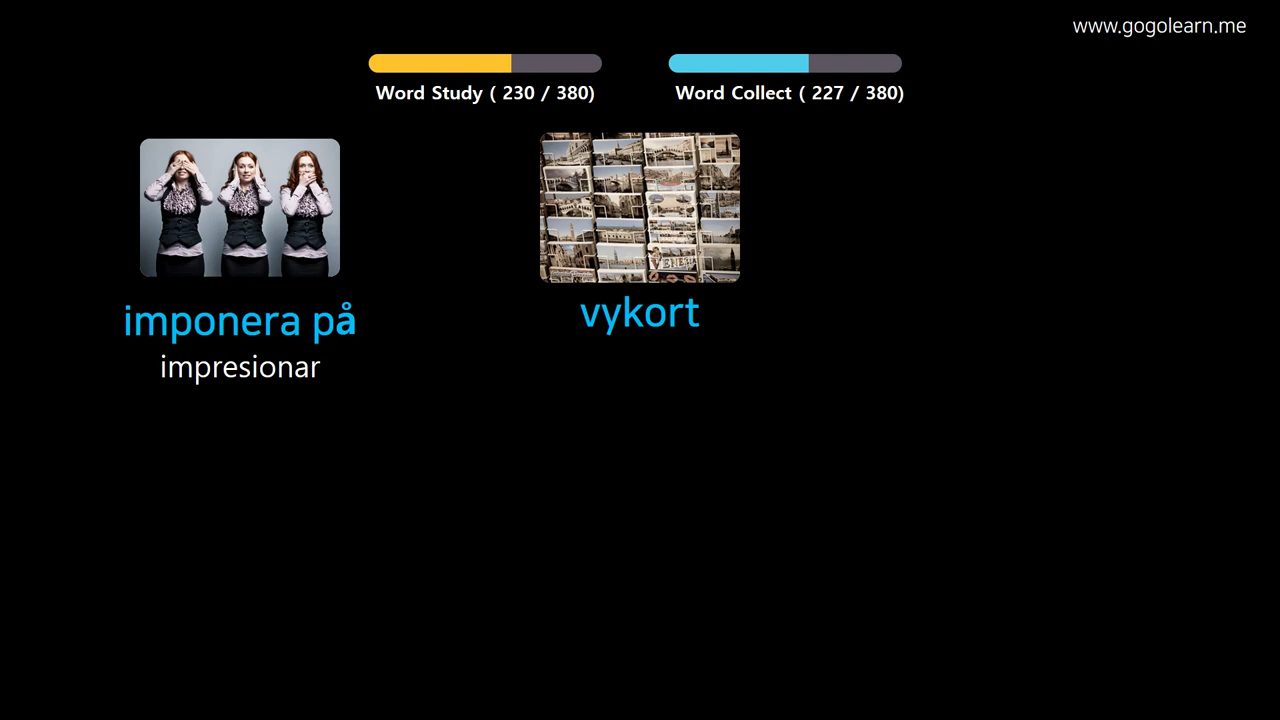 www.gogolearn.me
Word Study ( 230 / 380)
Word Collect ( 227 / 380)
imponera på
impresionar
vykort